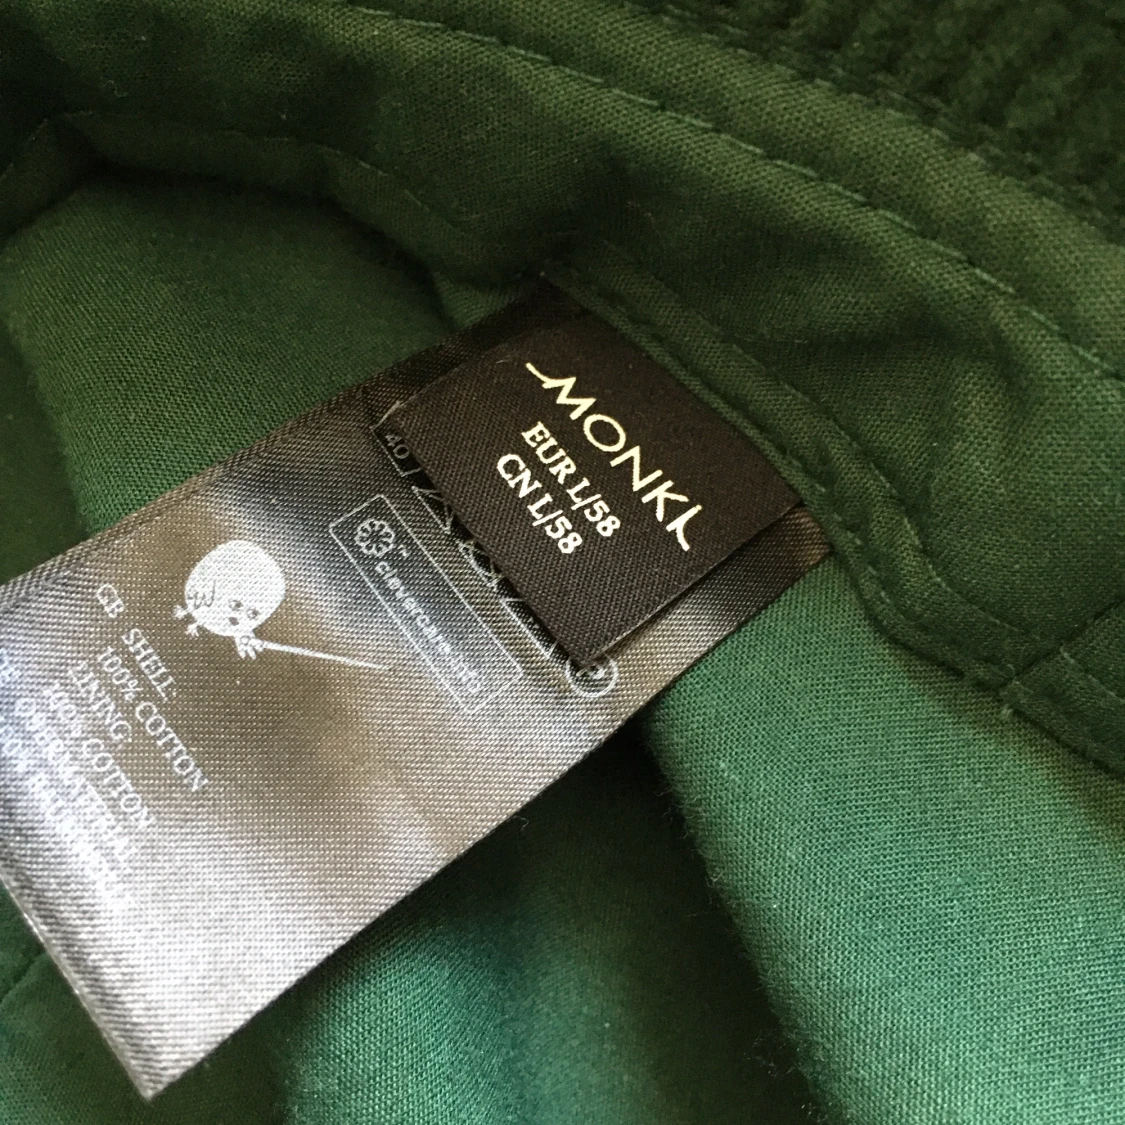 MONKI
EUR L/58
CN L/58
40
clevercare.info
GB SHELL:
100% COTTON
LINING:
100% COTTON